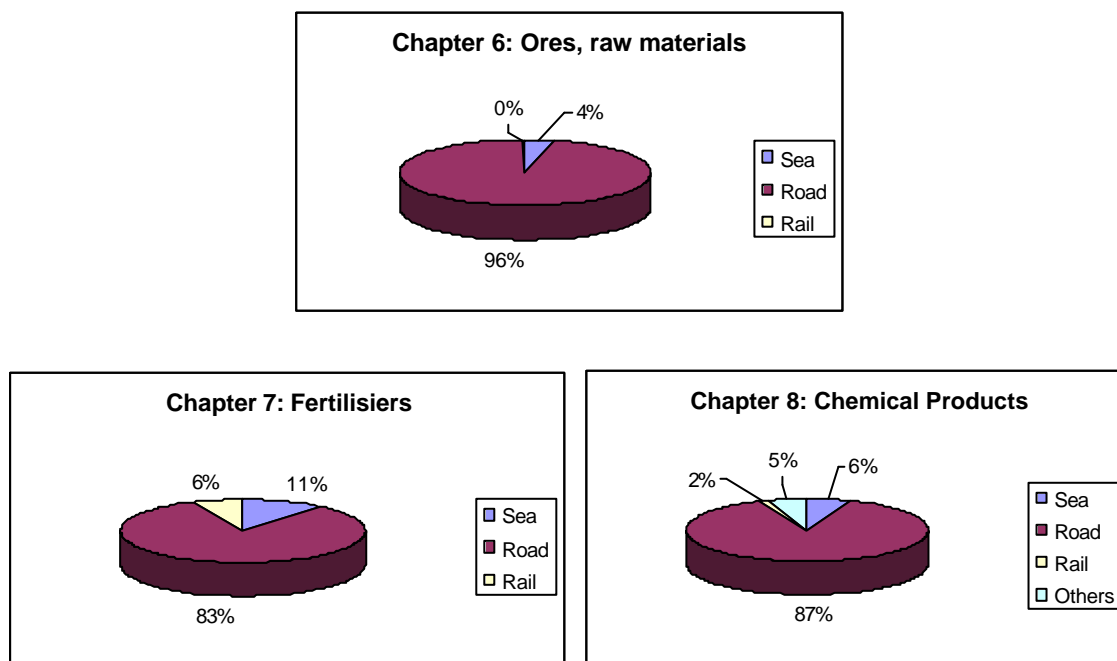 Chapter 6: Ores, raw materials
0%
4%
96%
Sea
Road
Rail
Chapter 7: Fertilisiers
6%
11%
83%
Sea
Road
Rail
Chapter 8: Chemical Products
2%
5%
6%
87%
Sea
Road
Rail
Others